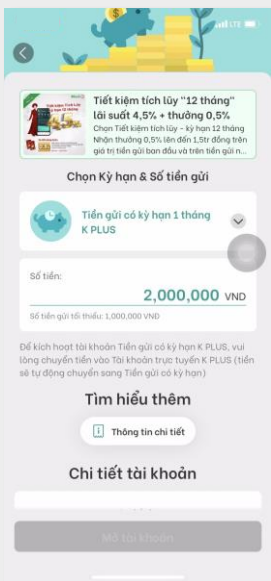 LTE
Tiết kiệm tích lũy "12 tháng"
lãi suất 4,5% + thưởng 0,5%
Chọn Tiết kiệm tích lũy - kỳ hạn 12 tháng
Nhận thưởng 0,5% lên đến 1,5tr đồng trên
giá trị tiền gửi ban đầu và trên tiền gửi n...
Chọn Kỳ hạn & Số tiền gửi
Tiền gửi có kỳ hạn 1 tháng
K PLUS
Số tiền:
2,000,000 VND
Số tiền gửi tối thiểu: 1,000,000 VND
Để kích hoạt tài khoản Tiền gửi có kỳ hạn K PLUS, vui
lòng chuyển tiền vào Tài khoản trực tuyến K PLUS (tiền
sẽ tự động chuyển sang Tiền gửi có kỳ hạn)
Tìm hiểu thêm
Thông tin chi tiết
Chi tiết tài khoản
Mở tài khoản